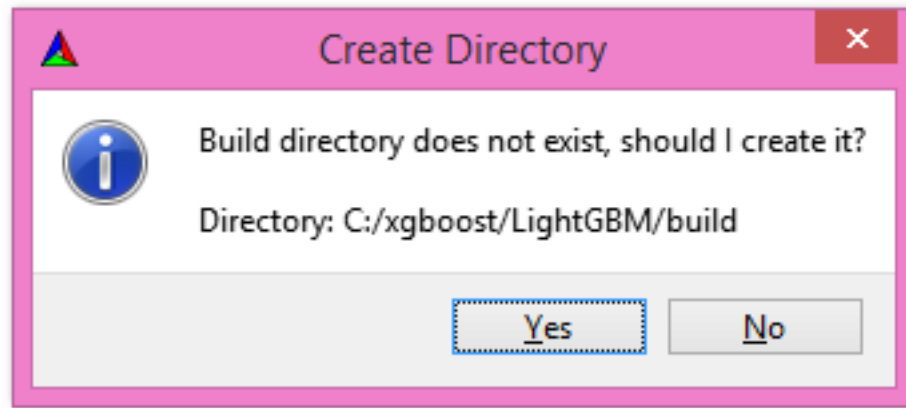 Create Directory
Build directory does not exist, should I create it?
Directory: C:/xgboost/LightGBM/build
Yes No